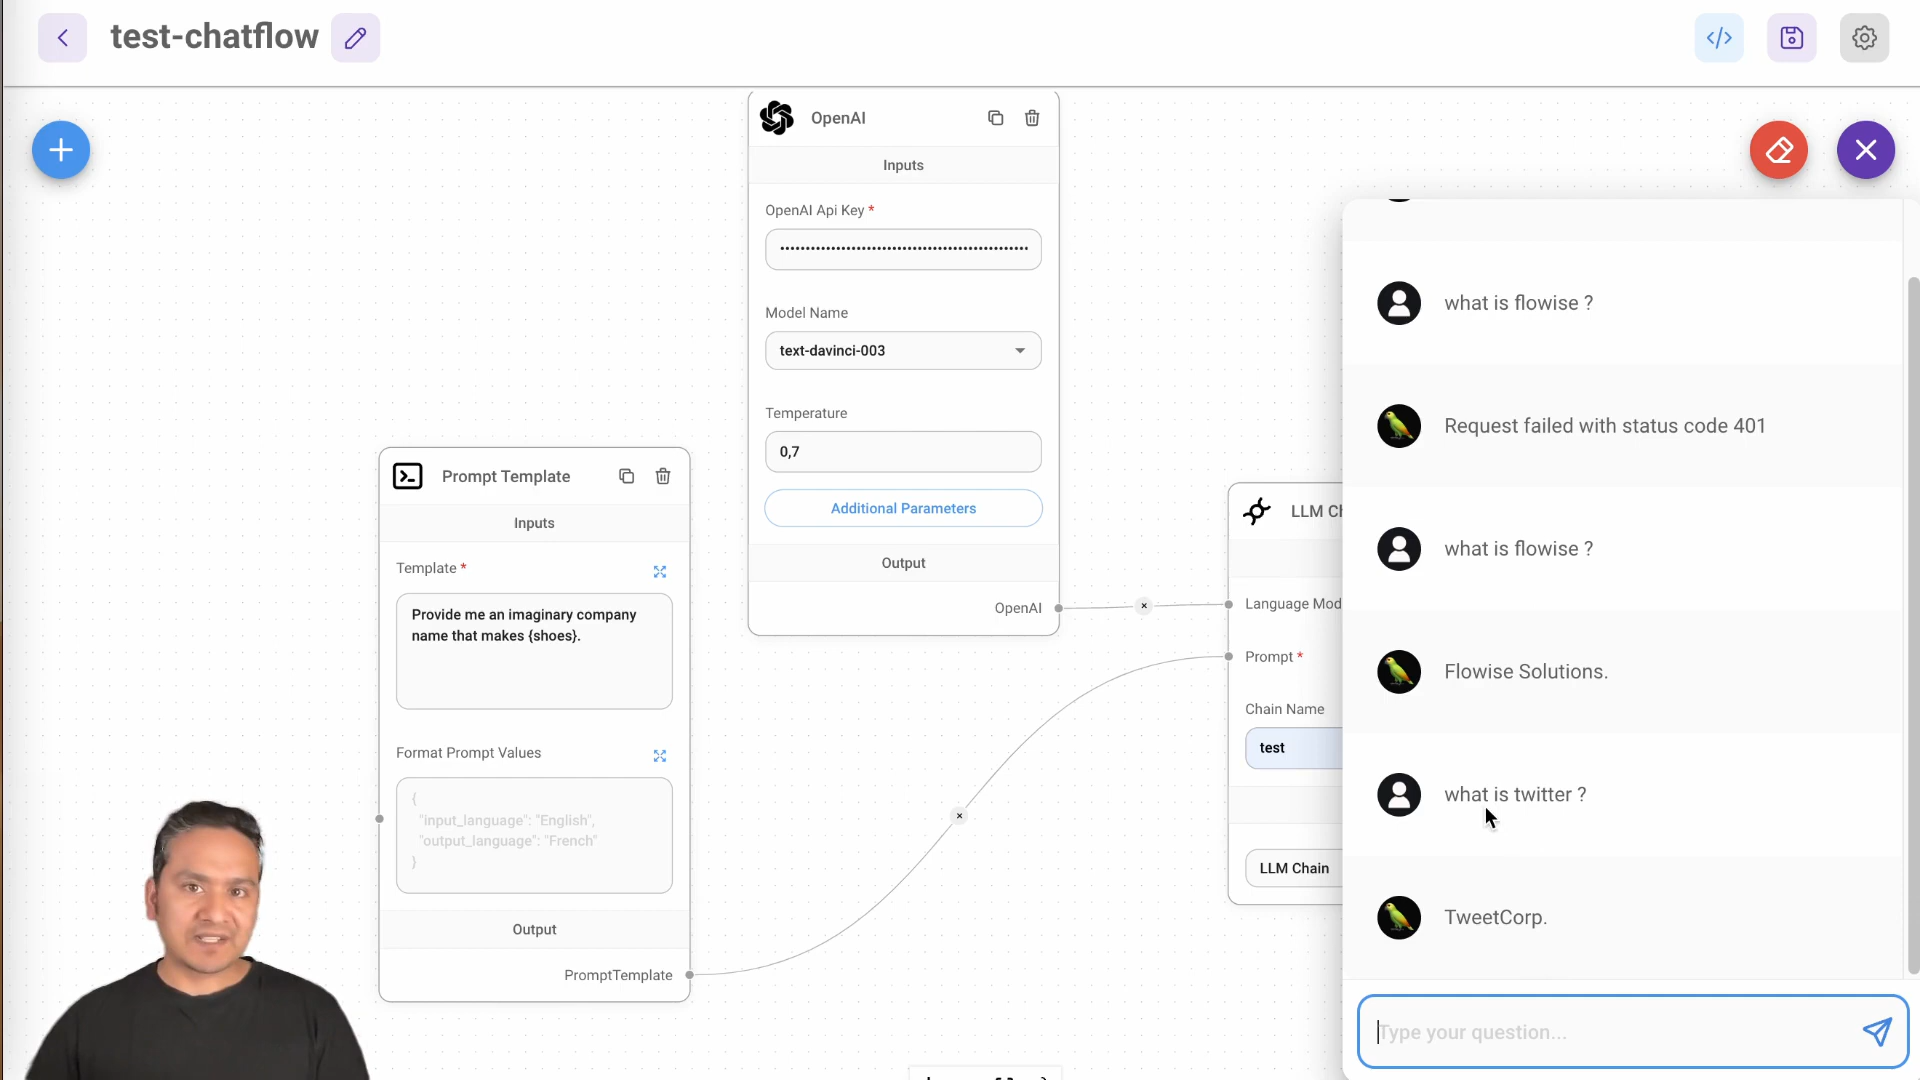 test-chatflow
OpenAI
Inputs
OpenAI Api Key *
Model Name
text-davinci-003
Temperature
0,7
Additional Parameters
Output
OpenAI
Prompt Template
Inputs
Template *
Provide me an imaginary company
name that makes {shoes}.
Format Prompt Values
{
"input_language": "English",
"output_language": "French"
}
Output
PromptTemplate
LLM Ch
Language Mod
Prompt *
Chain Name
test
LLM Chain
what is flowise ?
Request failed with status code 401
what is flowise ?
Flowise Solutions.
what is twitter ?
TweetCorp.
Type your question...